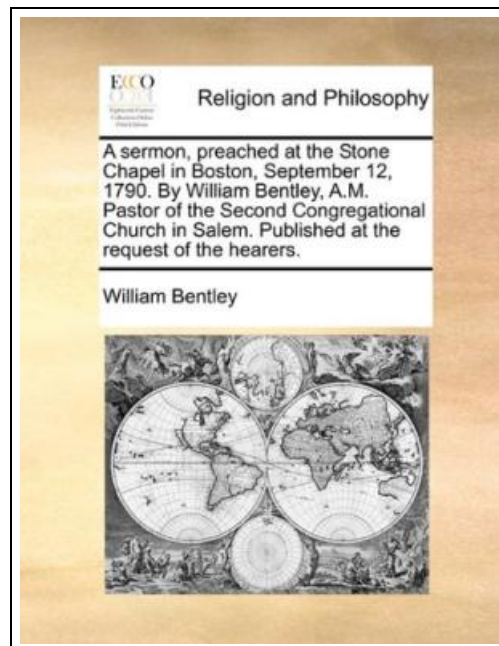 ECCO
Religion and Philosophy
A sermon, preached at the Stone
Chapel in Boston, September 12,
1790. By William Bentley, A.M.
Pastor of the Second Congregational
Church in Salem. Published at the
request of the hearers.
William Bentley